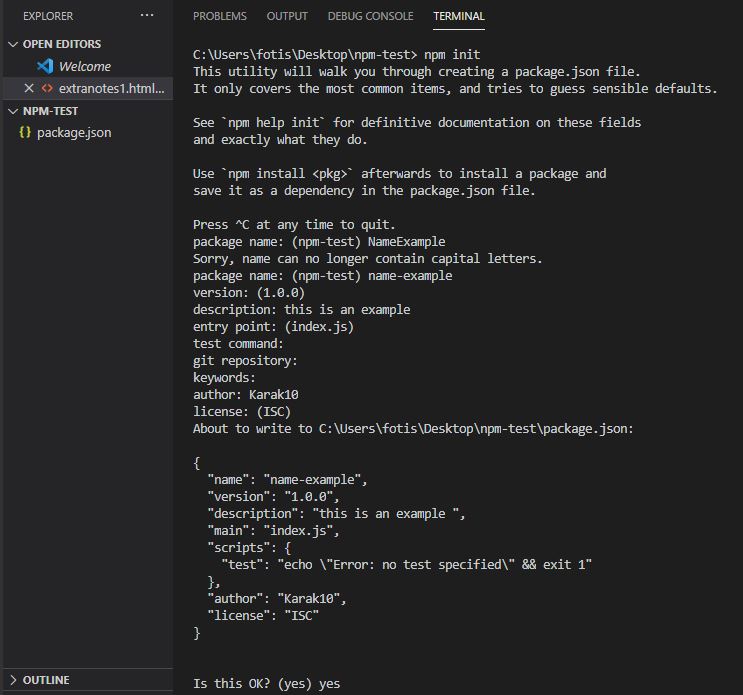 EXPLORER
...
OPEN EDITORS
Welcome
extranotes1.html...
NPM-TEST
{} package.json
OUTLINE
PROBLEMS OUTPUT DEBUG CONSOLE TERMINAL
C:\Users\fotis\Desktop\npm-test> npm init
This utility will walk you through creating a package.json file.
It only covers the most common items, and tries to guess sensible defaults.
See `npm help init` for definitive documentation on these fields
and exactly what they do.
Use `npm install <pkg>` afterwards to install a package and
save it as a dependency in the package.json file.
Press ^C at any time to quit.
package name: (npm-test) NameExample
Sorry, name can no longer contain capital letters.
package name: (npm-test) name-example
version: (1.0.0)
description: this is an example
entry point: (index.js)
test command:
git repository:
keywords:
author: Karak10
license: (ISC)
About to write to C:\Users\fotis\Desktop\npm-test\package.json:
{
  "name": "name-example",
  "version": "1.0.0",
  "description": "this is an example ",
  "main": "index.js",
  "scripts": {
    "test": "echo \"Error: no test specified\" && exit 1"
  },
  "author": "Karak10",
  "license": "ISC"
}
Is this OK? (yes) yes